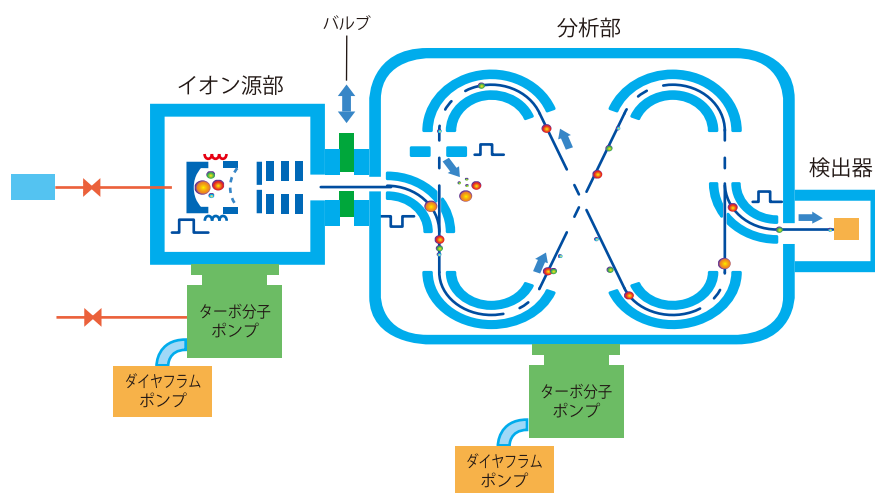 バルブ
分析部
イオン源部
検出器
ターボ分子
ポンプ
ダイヤフラム
ポンプ
ターボ分子
ポンプ
ダイヤフラム
ポンプ